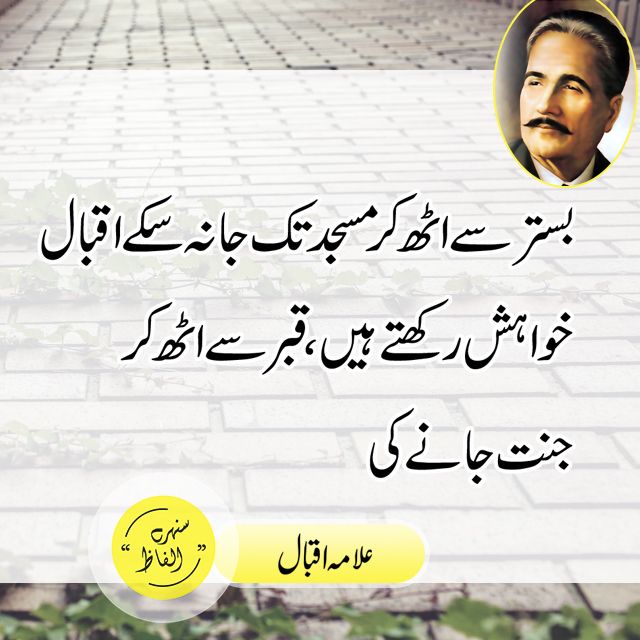 بستر سے اٹھ کر مسجد تک جا نہ سکے اقبال
خواہش رکھتے ہیں، قبر سے اٹھ کر
جنت جانے کی
علامہ اقبال
سنہرے
"الفاظ"